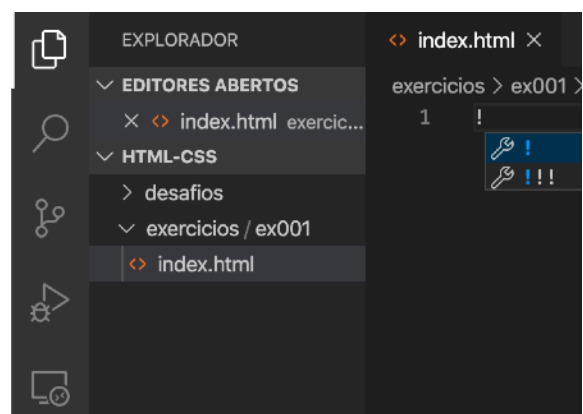 EXPLORADOR
EDITORES ABERTOS
index.html exercic...
HTML-CSS
desafios
exercicios / ex001
index.html
index.html
exercicios > ex001 >
1 !
!
!!!